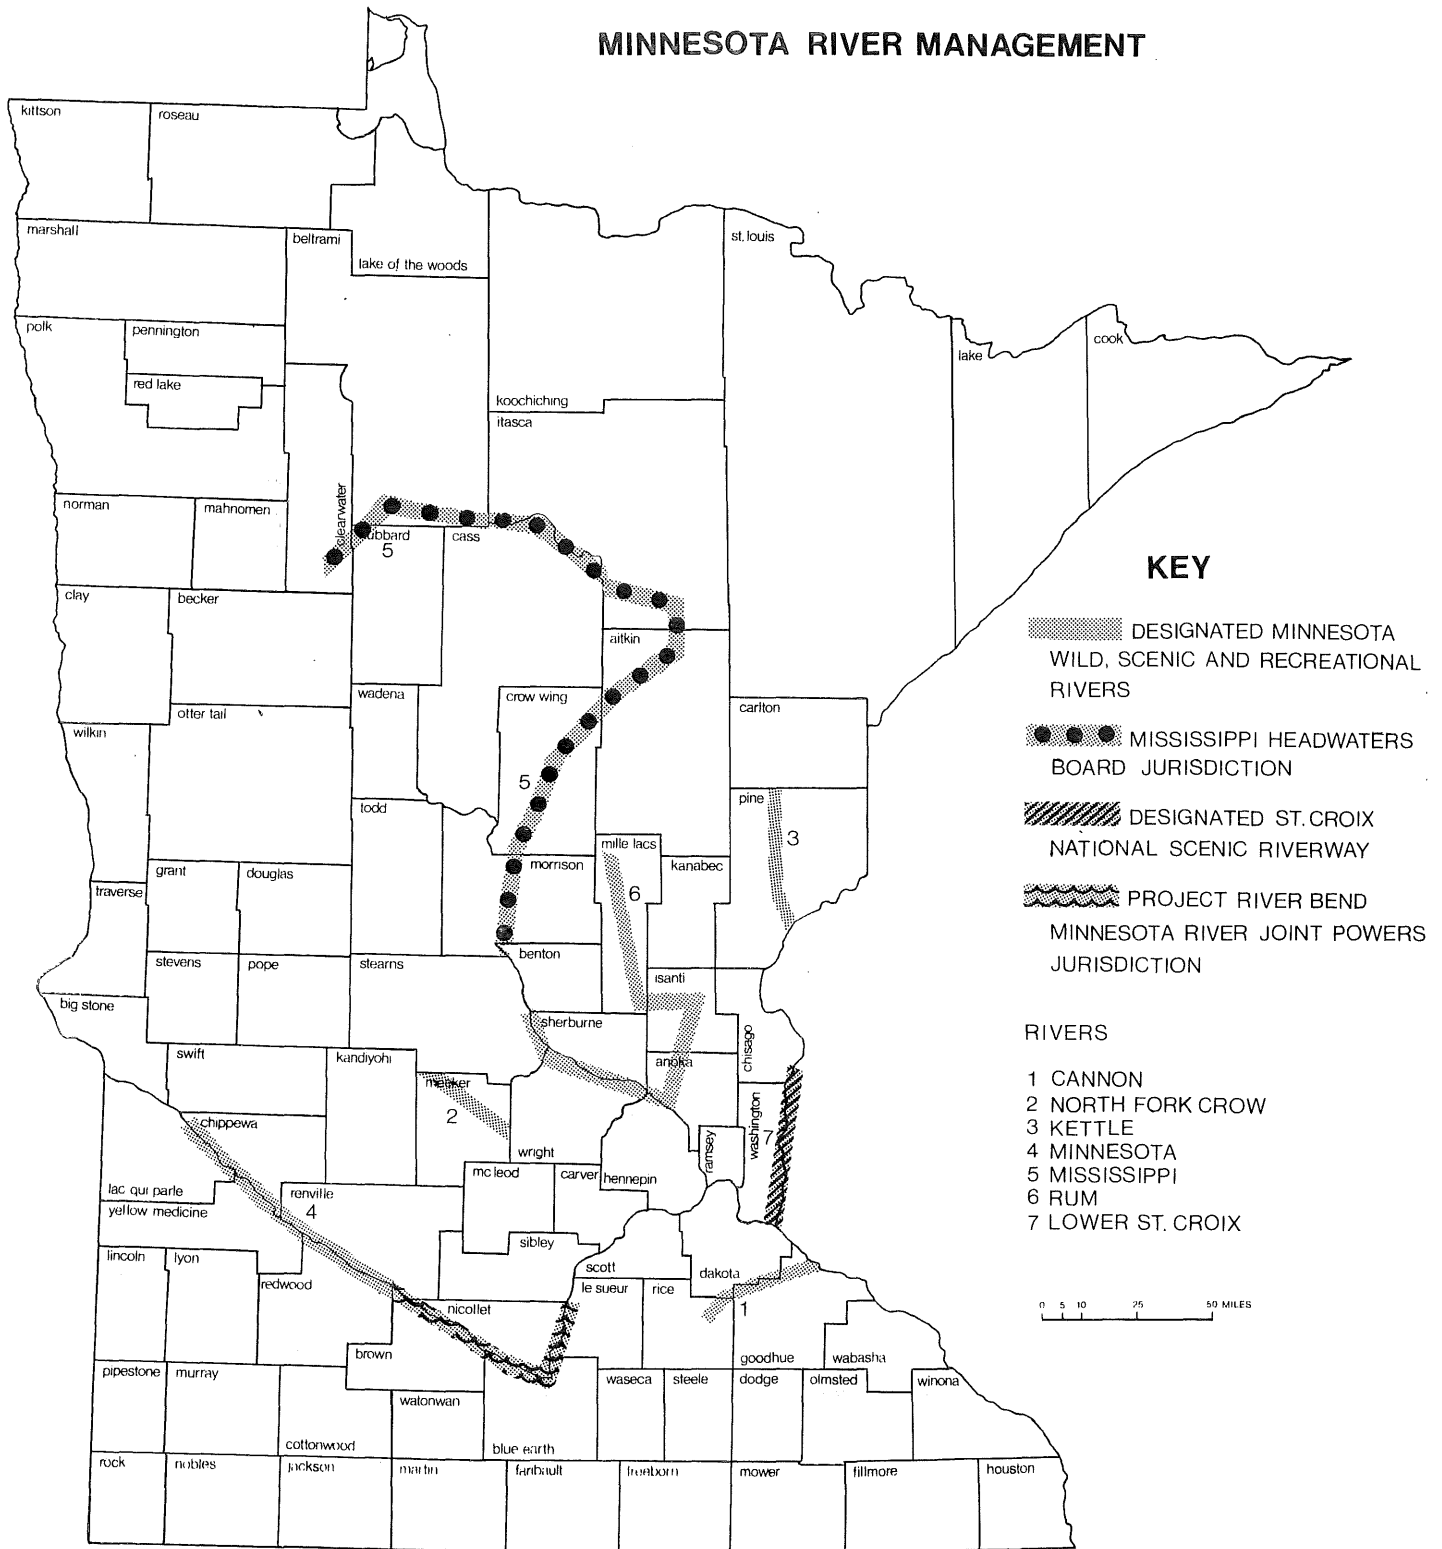 MINNESOTA RIVER MANAGEMENT
kittson
roseau
marshall
beltrami
lake of the woods
st. louis
polk
pennington
red lake
lake
cook
koochiching
itasca
norman
mahnomen
clearwater
ubbard
5
cass
clay
becker
aitkin
wadena
crow wing
carlton
otter tail
wilkin
5
todd
pine
3
mille lacs
morrison
kanabec
grant
douglas
traverse
6
benton
stevens
pope
stearns
isanti
big stone
sherburne
chisago
swift
kandiyohi
anoka
meeker
2
chippewa
washington
7
ramsey
wright
mc leod
carver
hennepin
lac qui parle
renville
yellow medicine
4
sibley
lincoln
lyon
scott
dakota
redwood
le sueur
rice
nicollet
1
brown
goodhue
wabasha
pipestone
murray
waseca
steele
dodge
olmsted
winona
watonwan
cottonwood
blue earth
rock
nobles
jackson
martin
faribault
freeborn
mower
fillmore
houston
KEY
DESIGNATED MINNESOTA
WILD, SCENIC AND RECREATIONAL
RIVERS
MISSISSIPPI HEADWATERS
BOARD JURISDICTION
DESIGNATED ST. CROIX
NATIONAL SCENIC RIVERWAY
PROJECT RIVER BEND
MINNESOTA RIVER JOINT POWERS
JURISDICTION
RIVERS
1 CANNON
2 NORTH FORK CROW
3 KETTLE
4 MINNESOTA
5 MISSISSIPPI
6 RUM
7 LOWER ST. CROIX
0 5 10 25 50 MILES